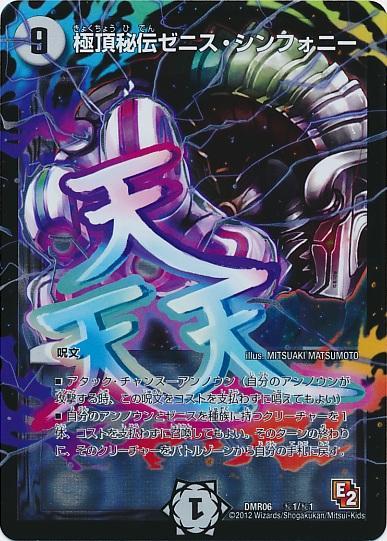 9
きょくちょう ひ でん
極頂秘伝ゼニス・シンフォニー
天
天天
呪文
illus. MITSUAKI MATSUMOTO
■ アタック・チャンスーアンノウン（自分のアンノウンが
攻撃する時、この呪文をコストを支払わずに唱えてもよい）
■ 自分のアンノウンとゼニスを種族に持つクリーチャーを1
体、コストを支払わずに召喚してもよい。そのターンの終わり
に、そのクリーチャーをバトルゾーンから自分の手札に戻す。
1
DMR06
1/
1
E2
©2012 Wizards/Shogakukan/Mitsui-Kids